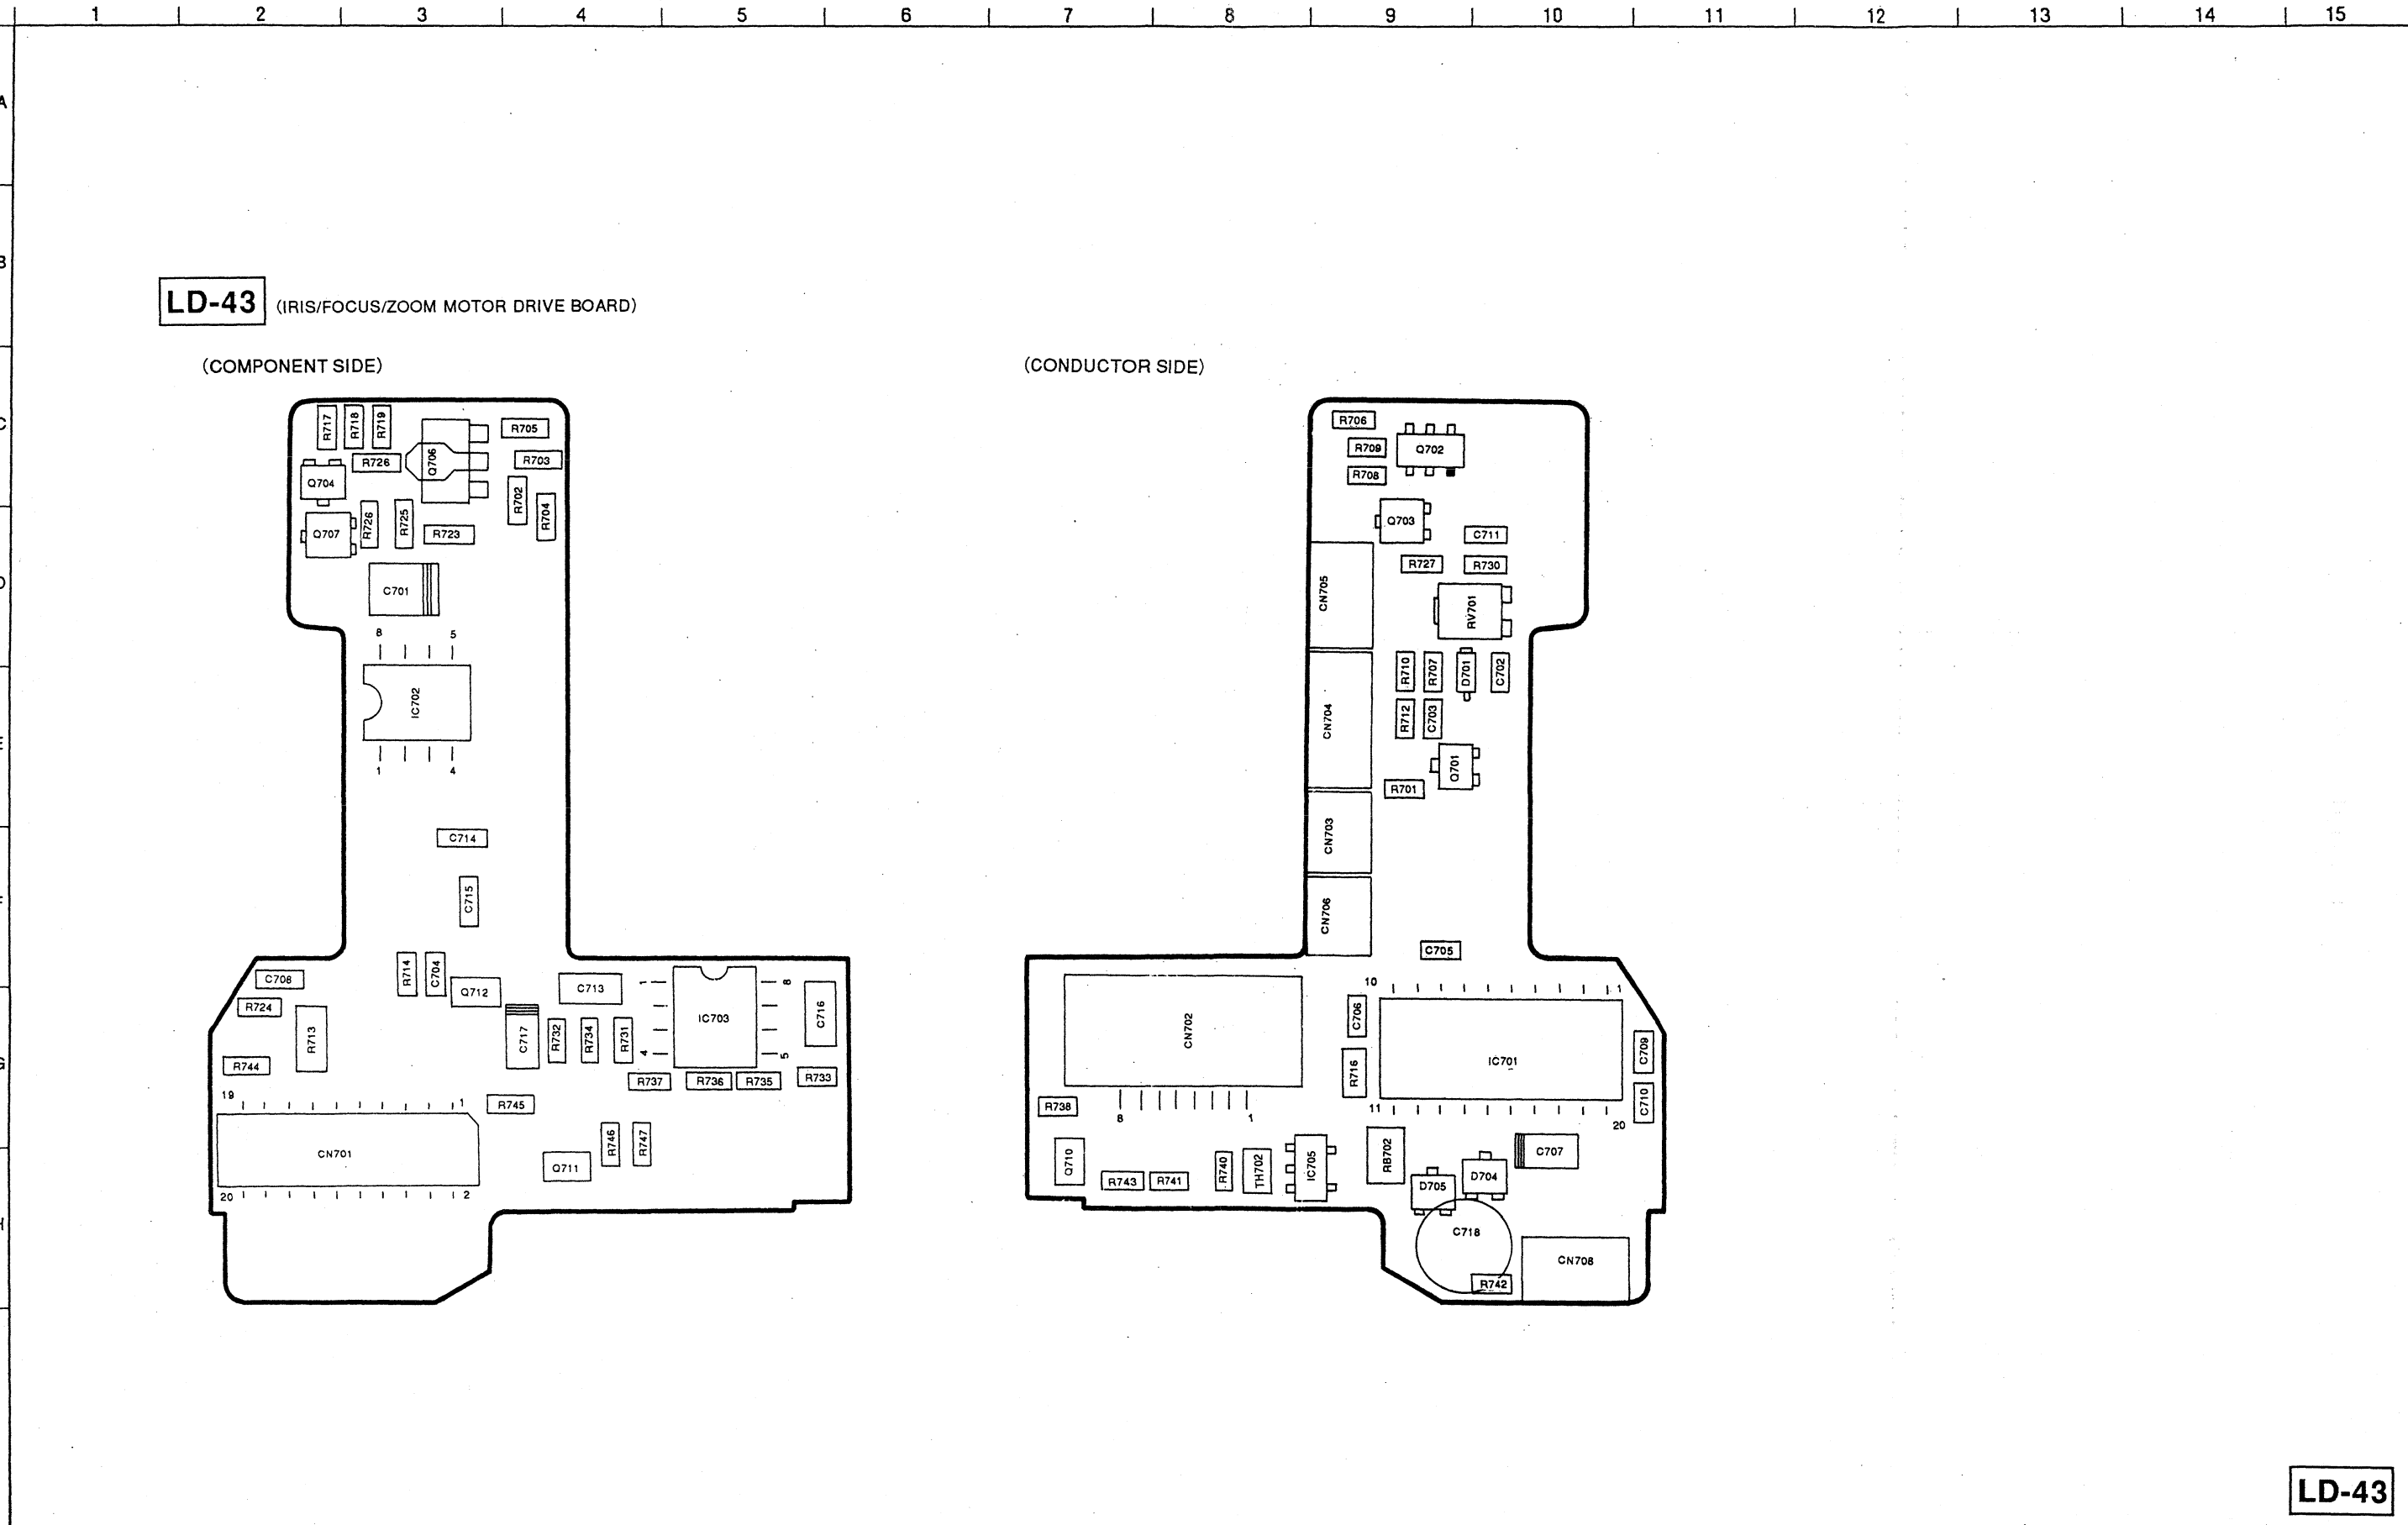 1 2 3 4 5 6 7 8 9 10 11 12 13 14 15
A
B
LD-43 (IRIS/FOCUS/ZOOM MOTOR DRIVE BOARD)
(COMPONENT SIDE)
R717 R718 R719 Q706 R705
R726 R703
Q704 R702 R704
Q707 R726 R725 R723
C701
8 5
IC702
1 4
C714
C715
C708 R714 C704 Q712 C713 1 8 IC703 C716
R724 R713 C717 R732 R734 R731 4 5
R744 R737 R736 R735 R733
19 1 R745
CN701 R746 R747
Q711
20 2
(CONDUCTOR SIDE)
R706
R709 Q702
R708
Q703
C711
CN705 R727 R730
RV701
R710 R707 D701 C702
CN704 R712 C703
Q701
R701
CN703
CN706
C705
10 1
CN702 C706 IC701 C709
R716 C710
R738 8 1 11 20
Q710 R743 R741 R740 TH702 IC705 RB702 D705 D704 C707
C718
CN708
R742
LD-43